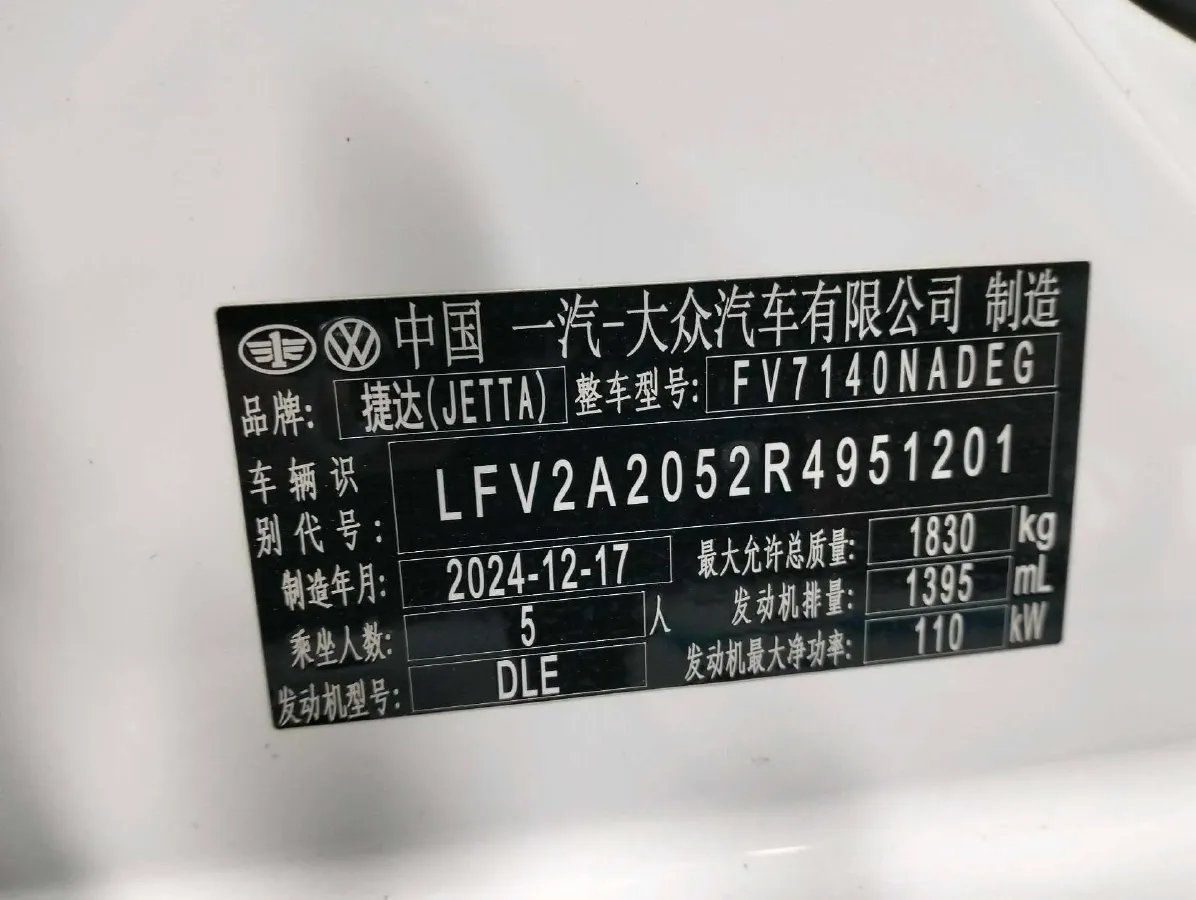 中国 一汽-大众汽车有限公司 制造
品牌: 捷达(JETTA) 整车型号: FV7140NADEG
车辆识别代号: LFV2A2052R4951201
制造年月: 2024-12-17 最大允许总质量: 1830 kg
乘坐人数: 5 人 发动机排量: 1395 mL
发动机型号: DLE 发动机最大净功率: 110 kW